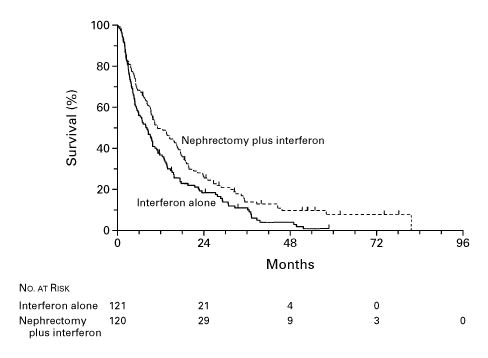 100
80
60
40
20
0
Survival (%)
Nephrectomy plus interferon
Interferon alone
0 24 48 72 96
Months
No. at Risk
Interferon alone 121 21 4 0
Nephrectomy 120 29 9 3 0
plus interferon